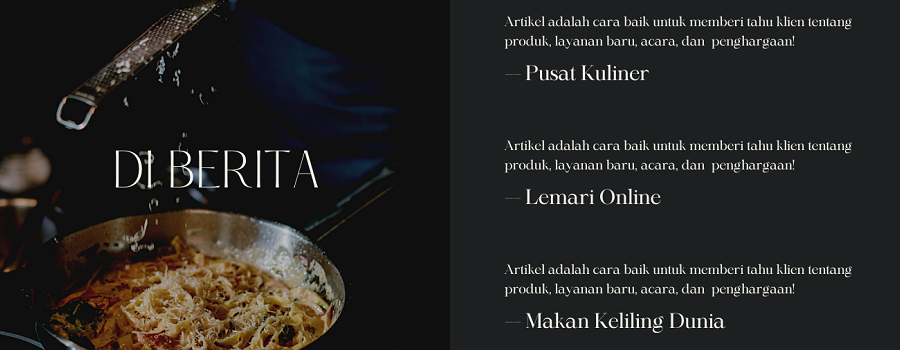 DI BERITA
Artikel adalah cara baik untuk memberi tahu klien tentang
produk, layanan baru, acara, dan penghargaan!
— Pusat Kuliner
Artikel adalah cara baik untuk memberi tahu klien tentang
produk, layanan baru, acara, dan penghargaan!
— Lemari Online
Artikel adalah cara baik untuk memberi tahu klien tentang
produk, layanan baru, acara, dan penghargaan!
— Makan Keliling Dunia